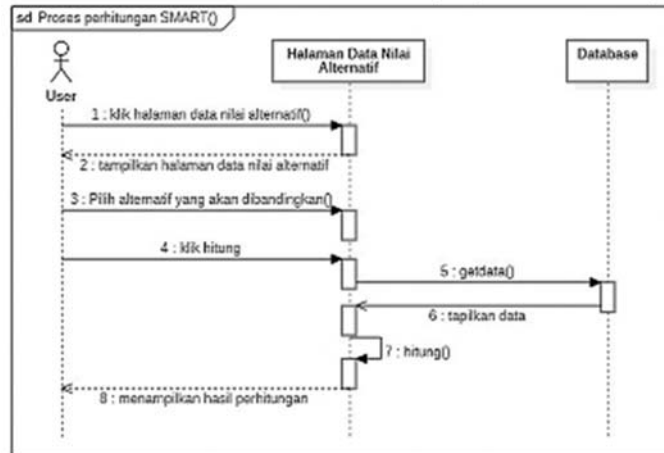 sd Proses perhitungan SMART()
Halaman Data Nilai
Alternatif
Database
User
1 : klik halaman data nilai alternatif()
2 : tampilkan halaman data nilai alternatif
3 : Pilih alternatif yang akan dibandingkan()
4 : klik hitung
5 : getdata()
6 : tapilkan data
7 : hitung()
8 : menampilkan hasil perhitungan